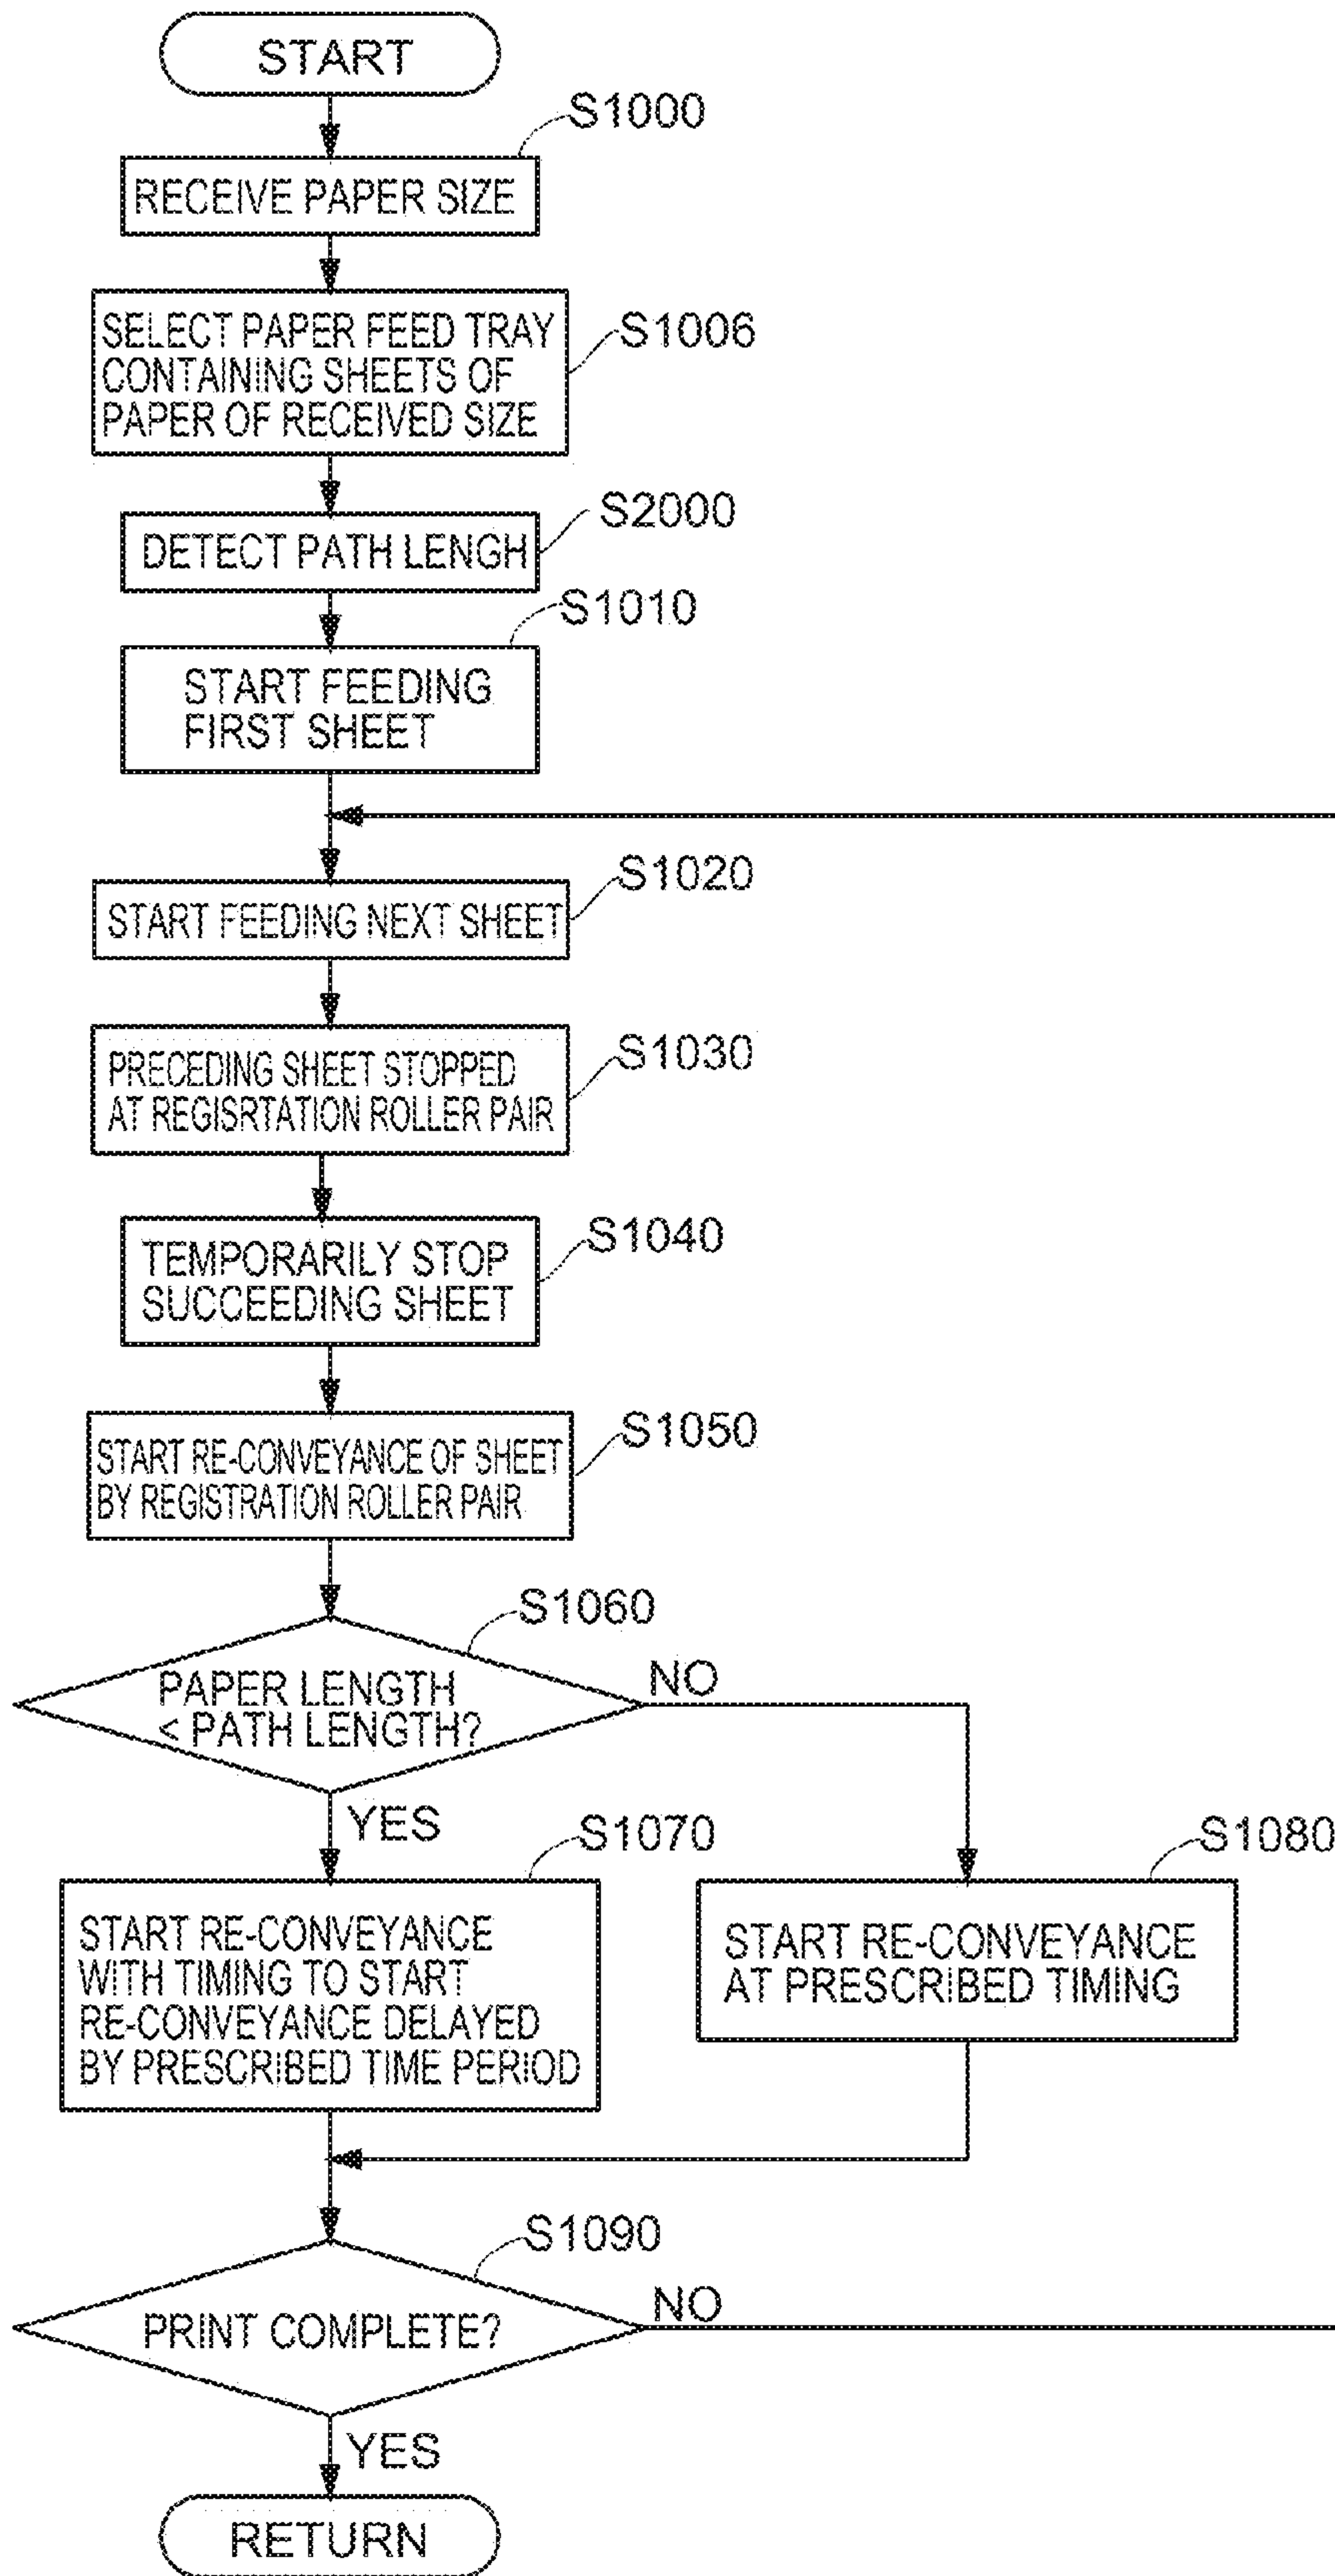 START
S1000
RECEIVE PAPER SIZE
SELECT PAPER FEED TRAY
CONTAINING SHEETS OF
PAPER OF RECEIVED SIZE
S1006
S2000
DETECT PATH LENGH
S1010
START FEEDING
FIRST SHEET
S1020
START FEEDING NEXT SHEET
S1030
PRECEDING SHEET STOPPED
AT REGISRTATION ROLLER PAIR
S1040
TEMPORARILY STOP
SUCCEEDING SHEET
S1050
START RE-CONVEYANCE OF SHEET
BY REGISTRATION ROLLER PAIR
S1060
PAPER LENGTH
< PATH LENGTH?
NO
YES
S1070
START RE-CONVEYANCE
WITH TIMING TO START
RE-CONVEYANCE DELAYED
BY PRESCRIBED TIME PERIOD
S1080
START RE-CONVEYANCE
AT PRESCRIBED TIMING
S1090
PRINT COMPLETE?
NO
YES
RETURN